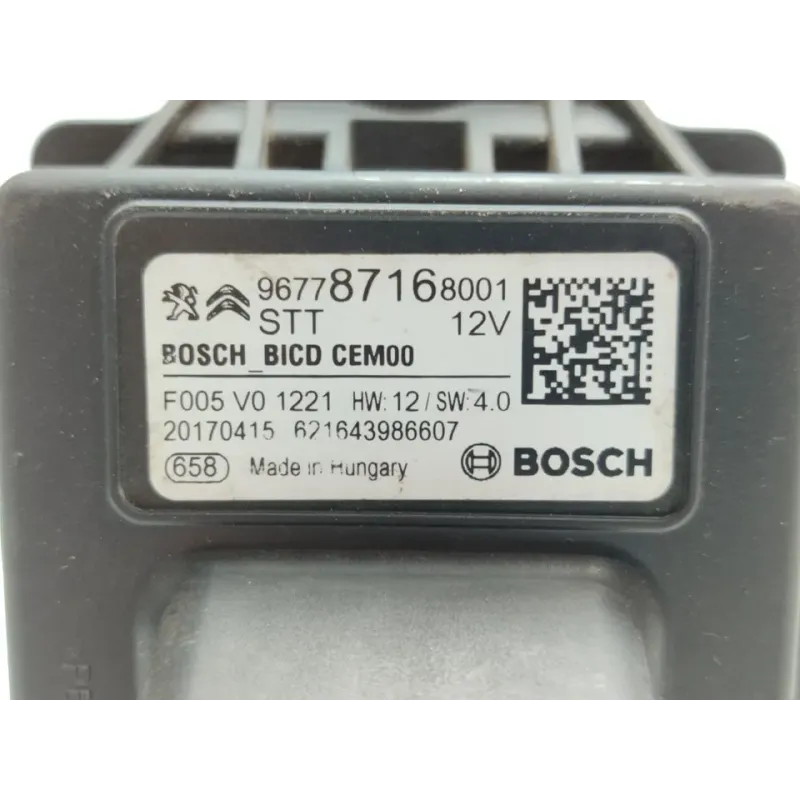 96778716 8001
STT 12V
BOSCH_BICD CEM00
F005 V0 1221 HW: 12 / SW: 4.0
20170415 621643986607
658 Made in Hungary BOSCH